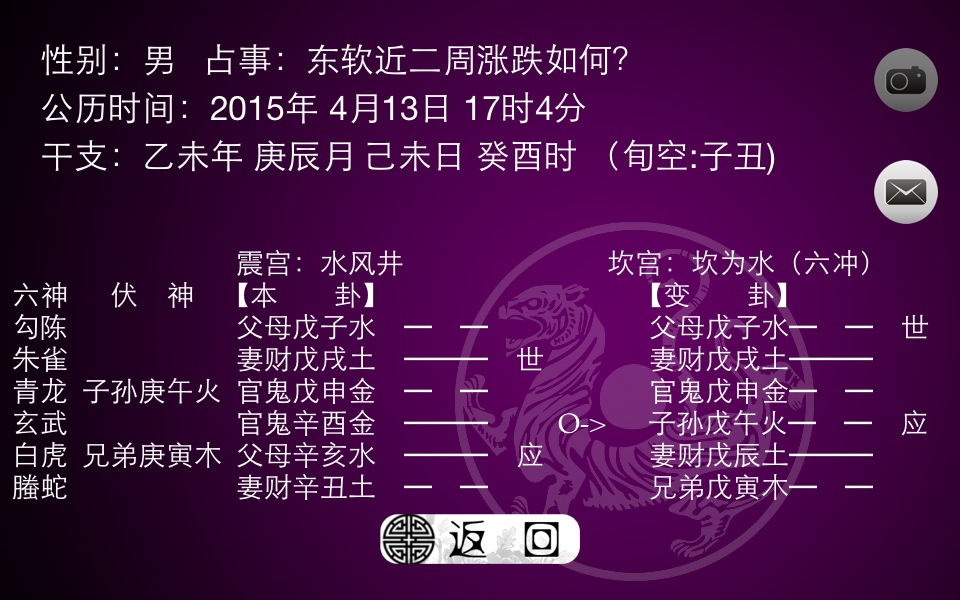 性别：男 占事：东软近二周涨跌如何?
公历时间：2015年 4月13日 17时4分
干支：乙未年 庚辰月 己未日 癸酉时 （旬空:子丑)
震宫：水风井 坎宫：坎为水（六冲）
六神 伏 神 【本 卦】 【变 卦】
勾陈 父母戊子水 父母戊子水 世
朱雀 妻财戊戌土 世 妻财戊戌土
青龙 子孙庚午火 官鬼戊申金 官鬼戊申金
玄武 官鬼辛酉金 O-> 子孙戊午火 应
白虎 兄弟庚寅木 父母辛亥水 应 妻财戊辰土
螣蛇 妻财辛丑土 兄弟戊寅木
返 回